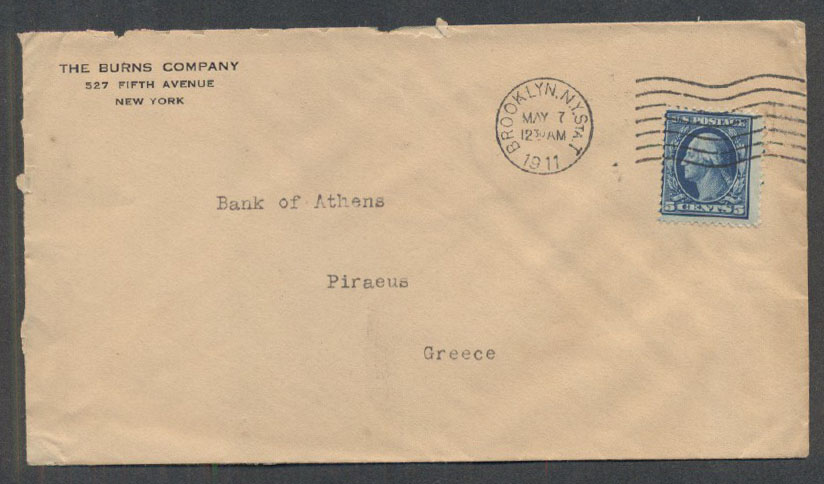 THE BURNS COMPANY
527 FIFTH AVENUE
NEW YORK
BROOKLYN, N.Y. Sta. T
MAY 7
1230 AM
1911
U.S. POSTAGE
5 CENTS 5
Bank of Athens
Piraeus
Greece